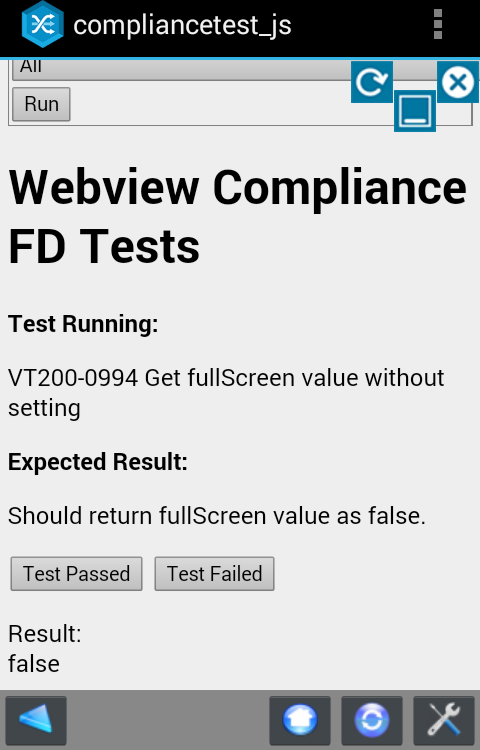 compliancetest_js
All
Run
Webview Compliance
FD Tests
Test Running:
VT200-0994 Get fullScreen value without
setting
Expected Result:
Should return fullScreen value as false.
Test Passed Test Failed
Result:
false